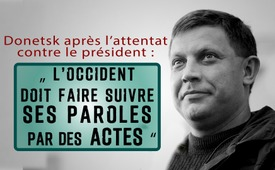 Donetsk après l'attentat
contre le président :
„ L'OCCIDENT
DOIT FAIRE SUIVRE
SES PAROLES
PAR DES ACTES “